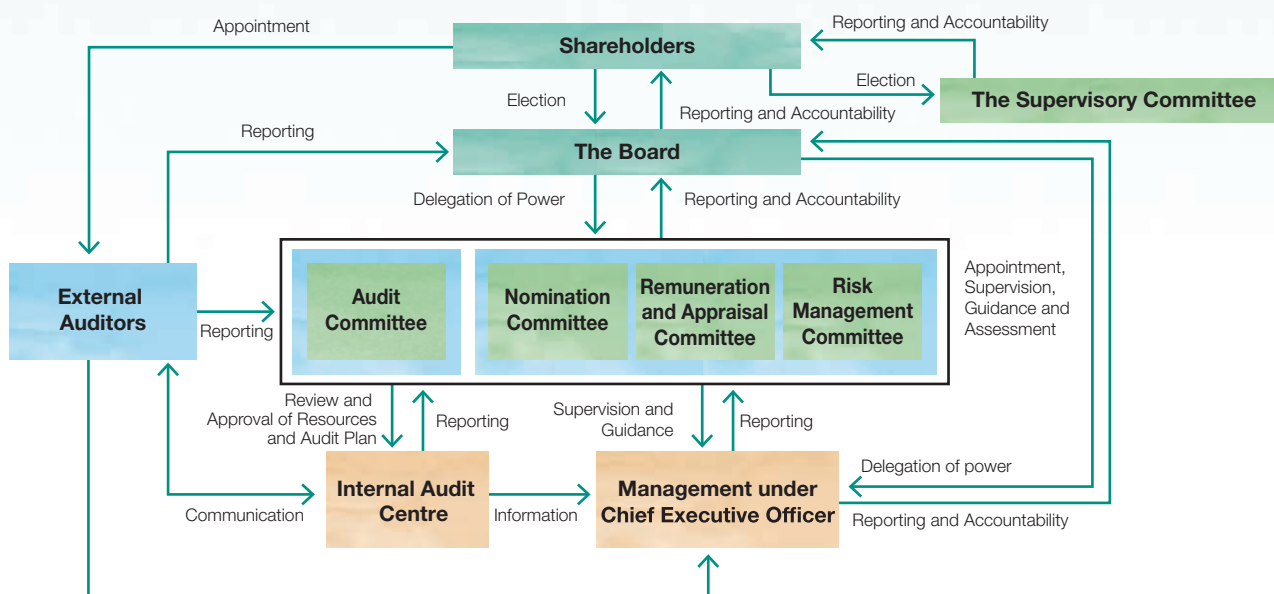 Appointment
Shareholders
Reporting and Accountability
Election
The Supervisory Committee
Election
Reporting and Accountability
Reporting
The Board
Delegation of Power
Reporting and Accountability
External
Auditors
Reporting
Audit
Committee
Nomination
Committee
Remuneration
and Appraisal
Committee
Risk
Management
Committee
Appointment,
Supervision,
Guidance and
Assessment
Review and
Approval of Resources
and Audit Plan
Reporting
Supervision and
Guidance
Reporting
Communication
Internal Audit
Centre
Information
Management under
Chief Executive Officer
Delegation of power
Reporting and Accountability